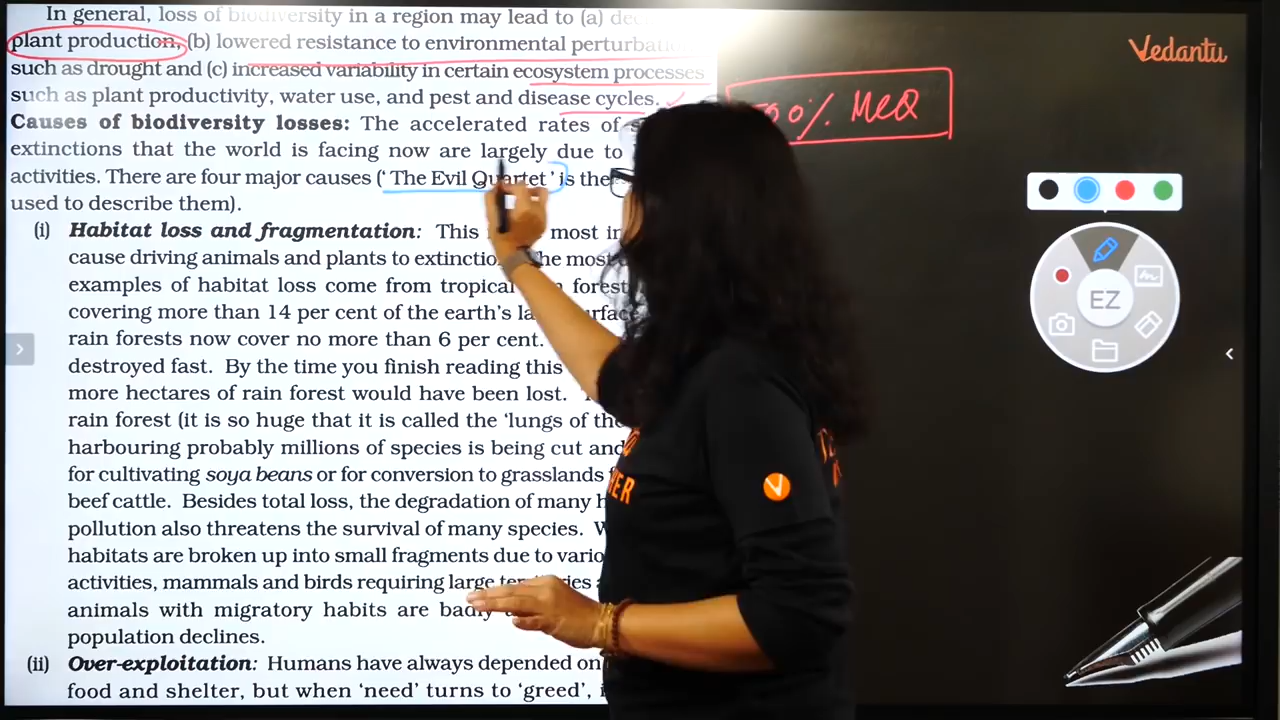 In general, loss of biodiversity in a region may lead to (a)
plant production, (b) lowered resistance to environmental
such as drought and (c) increased variability in certain ecosystem processes
such as plant productivity, water use, and pest and disease cycles.
Causes of biodiversity losses: The accelerated rates of
extinctions that the world is facing now are largely due to
activities. There are four major causes (‘ The Evil Quartet ’ is the
used to describe them).
(i) Habitat loss and fragmentation: This most
cause driving animals and plants to The most
examples of habitat loss come from tropical
covering more than 14 per cent of the earth’s
rain forests now cover no more than 6 per cent.
destroyed fast. By the time you finish reading this
more hectares of rain forest would have been lost.
rain forest (it is so huge that it is called the ‘lungs of the
harbouring probably millions of species is being cut and
for cultivating soya beans or for conversion to grasslands
beef cattle. Besides total loss, the degradation of many
pollution also threatens the survival of many species.
habitats are broken up into small fragments due to
activities, mammals and birds requiring large
animals with migratory habits are badly
population declines.
(ii) Over-exploitation: Humans have always depended on
food and shelter, but when ‘need’ turns to ‘greed’,
% MCQ
Vedantu
EZ
V